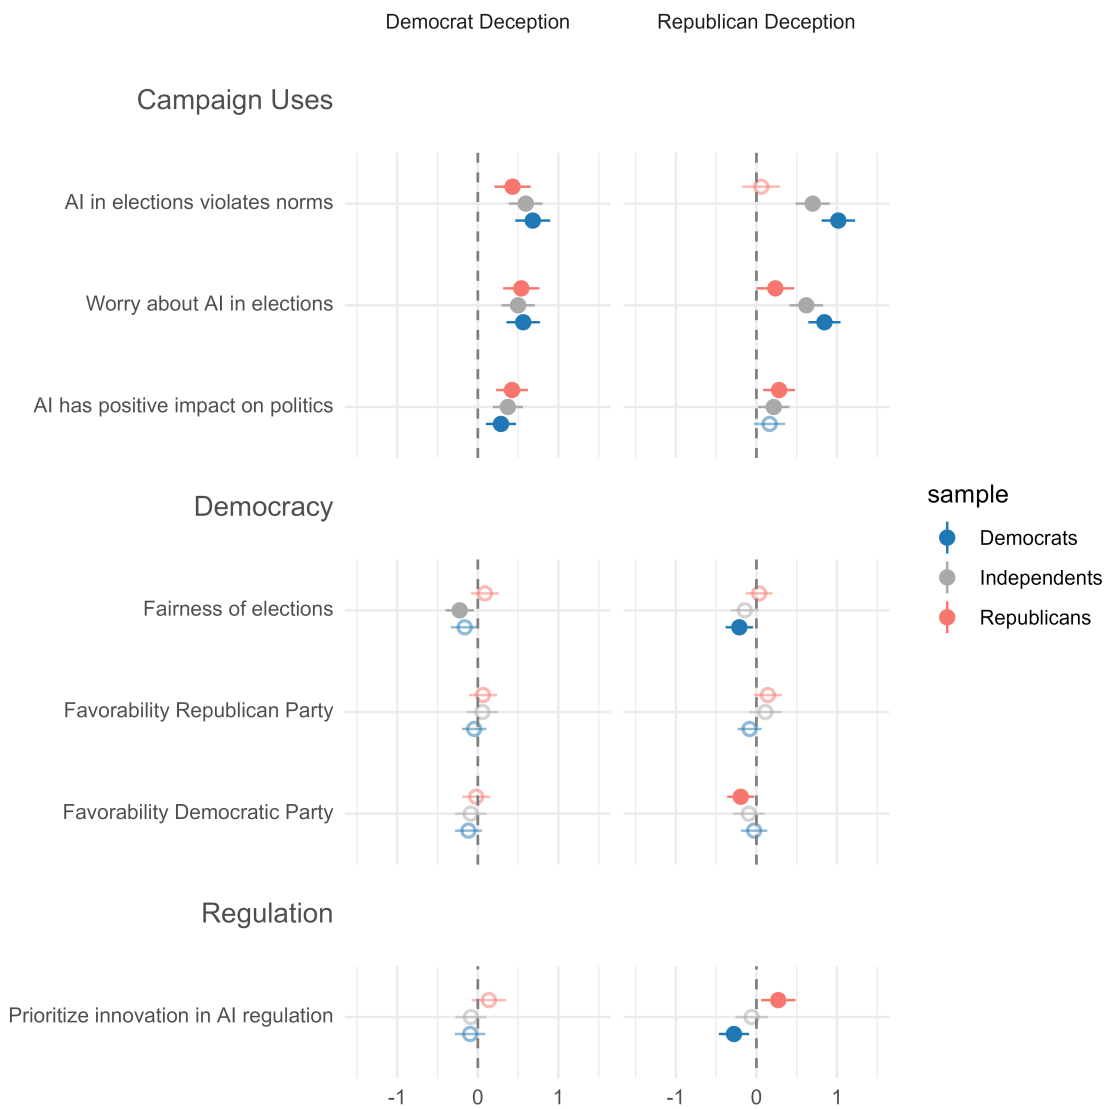 Democrat Deception
Republican Deception
Campaign Uses
AI in elections violates norms
Worry about AI in elections
AI has positive impact on politics
Democracy
Fairness of elections
Favorability Republican Party
Favorability Democratic Party
Regulation
Prioritize innovation in AI regulation
-1 0 1
-1 0 1
sample
Democrats
Independents
Republicans